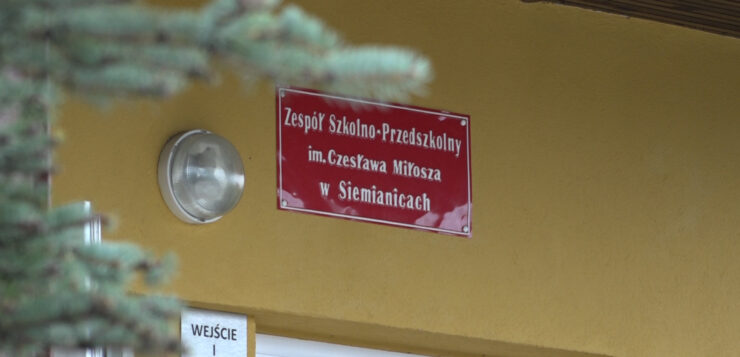 Zespół Szkolno-Przedszkolny
im. Czesława Miłosza
w Siemianicach
WEJŚCIE
I